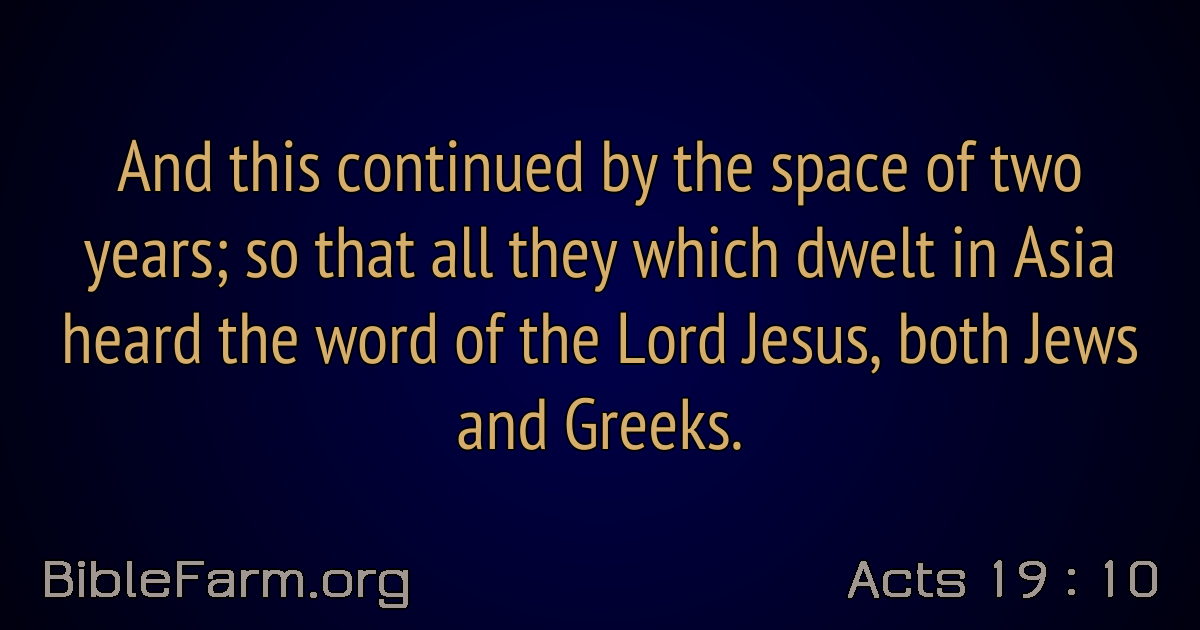 And this continued by the space of two
years; so that all they which dwelt in Asia
heard the word of the Lord Jesus, both Jews
and Greeks.
BibleFarm.org
Acts 19 : 10